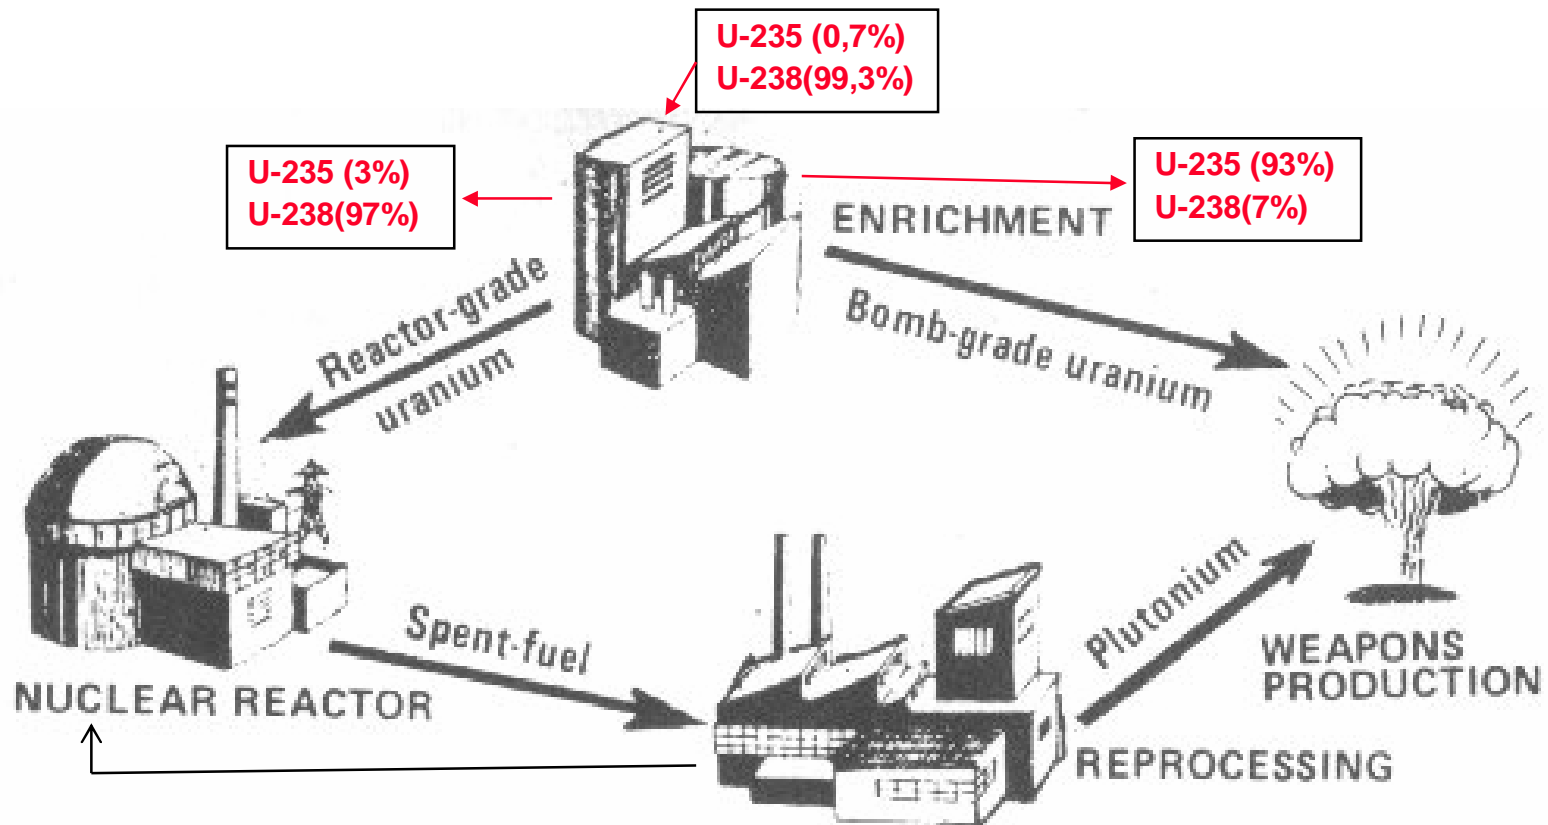 U-235 (0,7%)
U-238(99,3%)
U-235 (3%)
U-238(97%)
U-235 (93%)
U-238(7%)
ENRICHMENT
Reactor-grade
uranium
Bomb-grade uranium
Spent-fuel
Plutonium
WEAPONS
PRODUCTION
NUCLEAR REACTOR
REPROCESSING